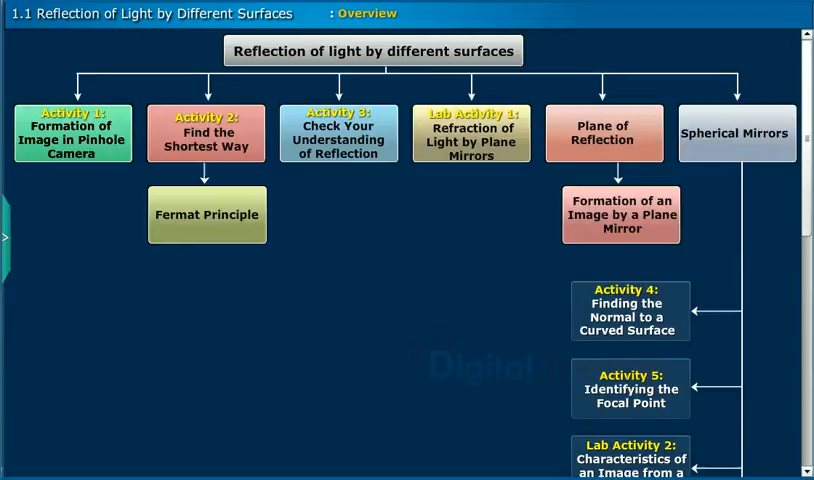 1.1 Reflection of Light by Different Surfaces : Overview
Reflection of light by different surfaces
Activity 1:
Formation of
Image in Pinhole
Camera
Activity 2:
Find the
Shortest Way
Activity 3:
Check Your
Understanding
of Reflection
Lab Activity 1:
Refraction of
Light by Plane
Mirrors
Plane of
Reflection
Spherical Mirrors
Fermat Principle
Formation of an
Image by a Plane
Mirror
Activity 4:
Finding the
Normal to a
Curved Surface
Digital
Activity 5:
Identifying the
Focal Point
Lab Activity 2:
Characteristics of
an Image from a